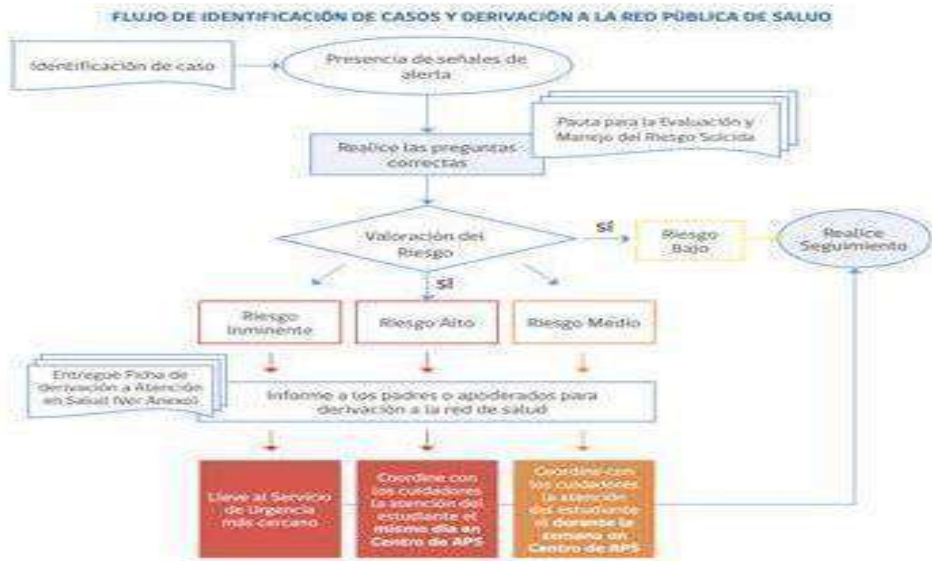 FLUJO DE IDENTIFICACIÓN DE CASOS Y DERIVACIÓN A LA RED PÚBLICA DE SALUD
Identificación de caso
Presencia de señales de
alerta
Pauta para la Evaluación y
Manejo del Riesgo Suicida
Realice las preguntas
correctas
Valoración del
Riesgo
SÍ
Riesgo
Bajo
Realice
Seguimiento
SÍ
Riesgo
Inminente
Riesgo Alto
Riesgo Medio
Entregue Ficha de
derivación a Atención
en Salud (Ver Anexo)
Informe a los padres o apoderados para
derivación a la red de salud
Lleve al Servicio
de Urgencia
más cercano
Coordine con
los cuidadores
la atención del
estudiante el
mismo día en
Centro de APS
Coordine con
los cuidadores
la atención
del estudiante
el durante la
semana en
Centro de APS